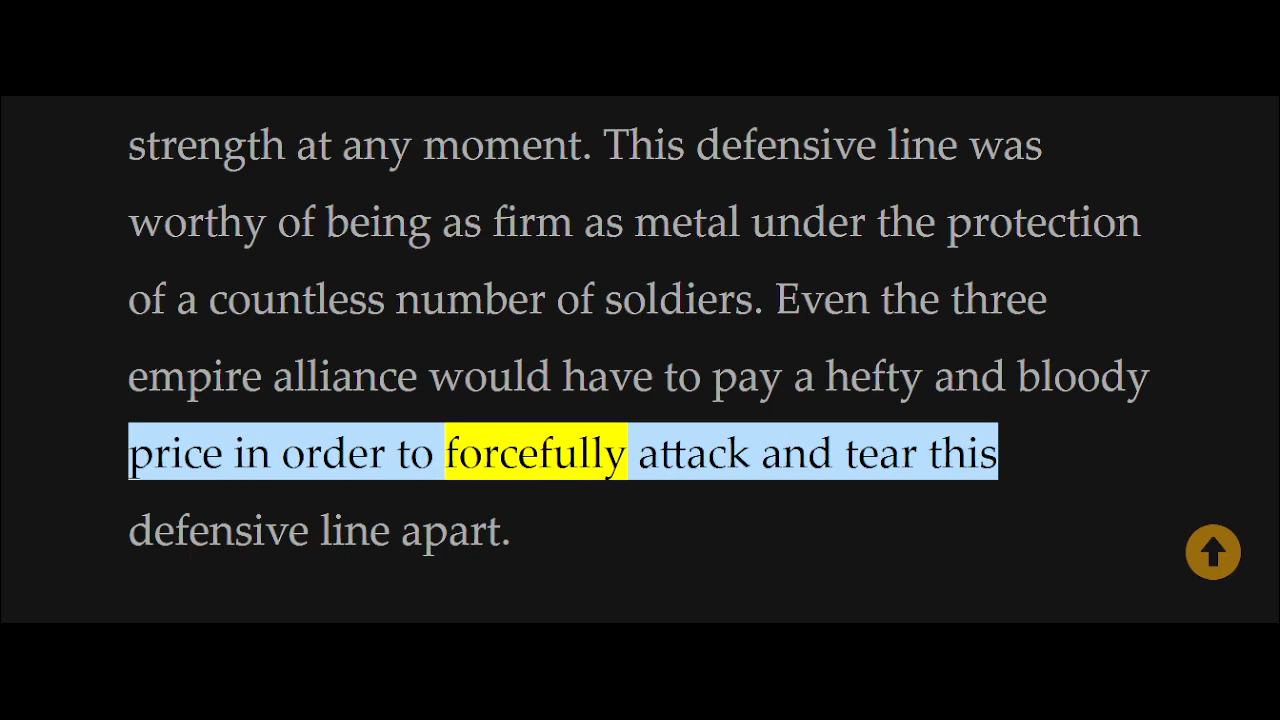 strength at any moment. This defensive line was
worthy of being as firm as metal under the protection
of a countless number of soldiers. Even the three
empire alliance would have to pay a hefty and bloody
price in order to forcefully attack and tear this
defensive line apart.